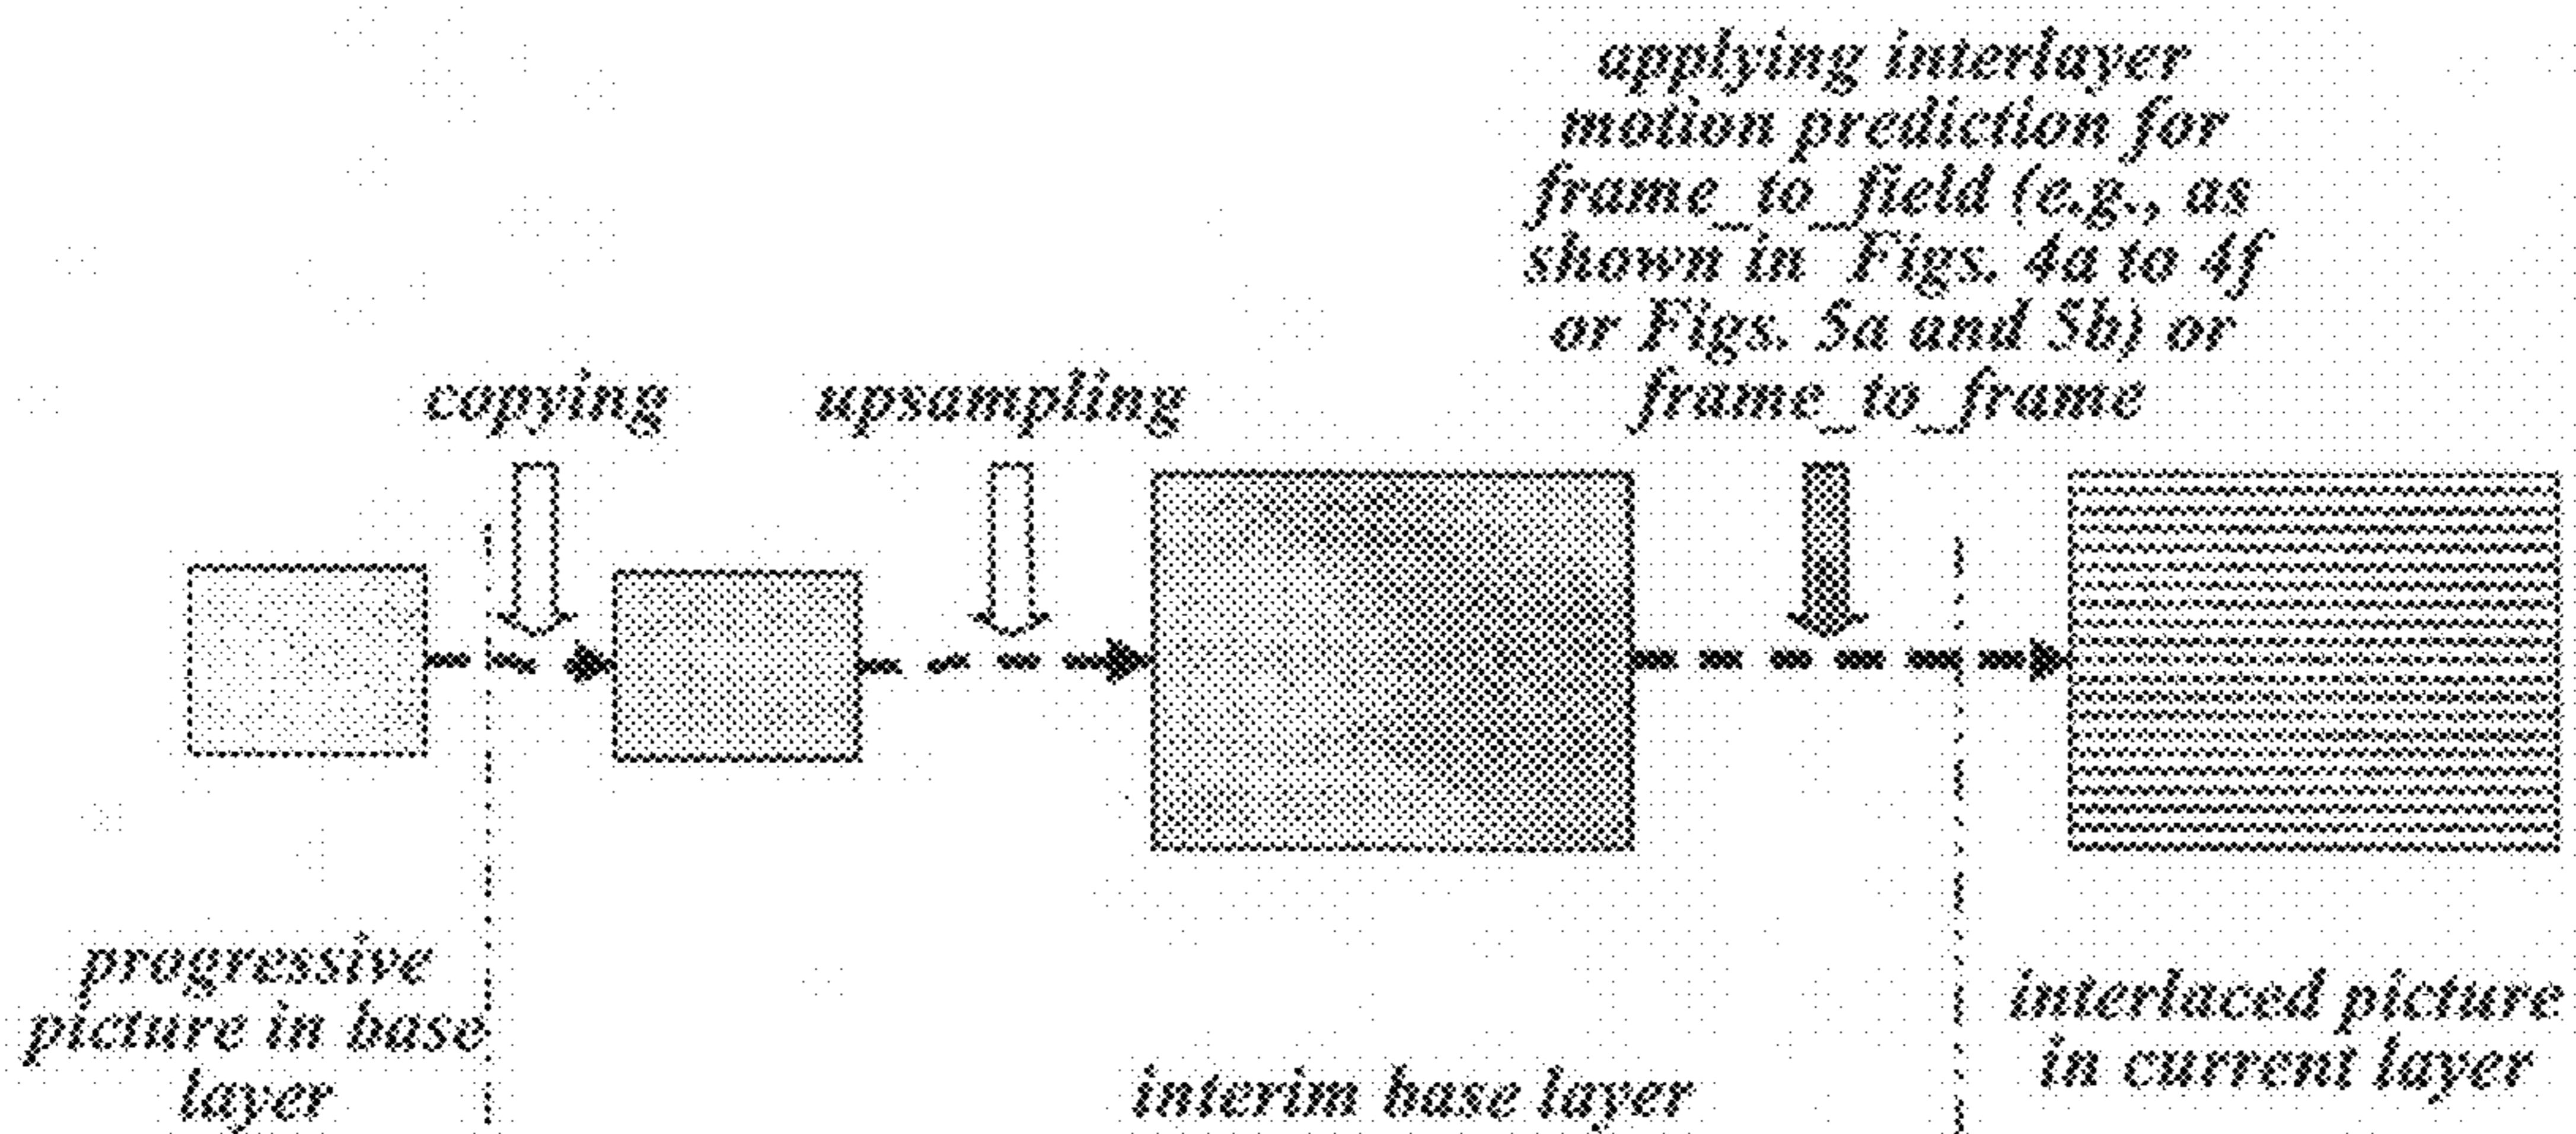 applying interlayer
motion prediction for
frame_to_field (e.g., as
shown in Figs. 4a to 4f
or Figs. 5a and 5b) or
frame_to_frame
copying
upsampling
progressive
picture in base
layer
interim base layer
interlaced picture
in current layer